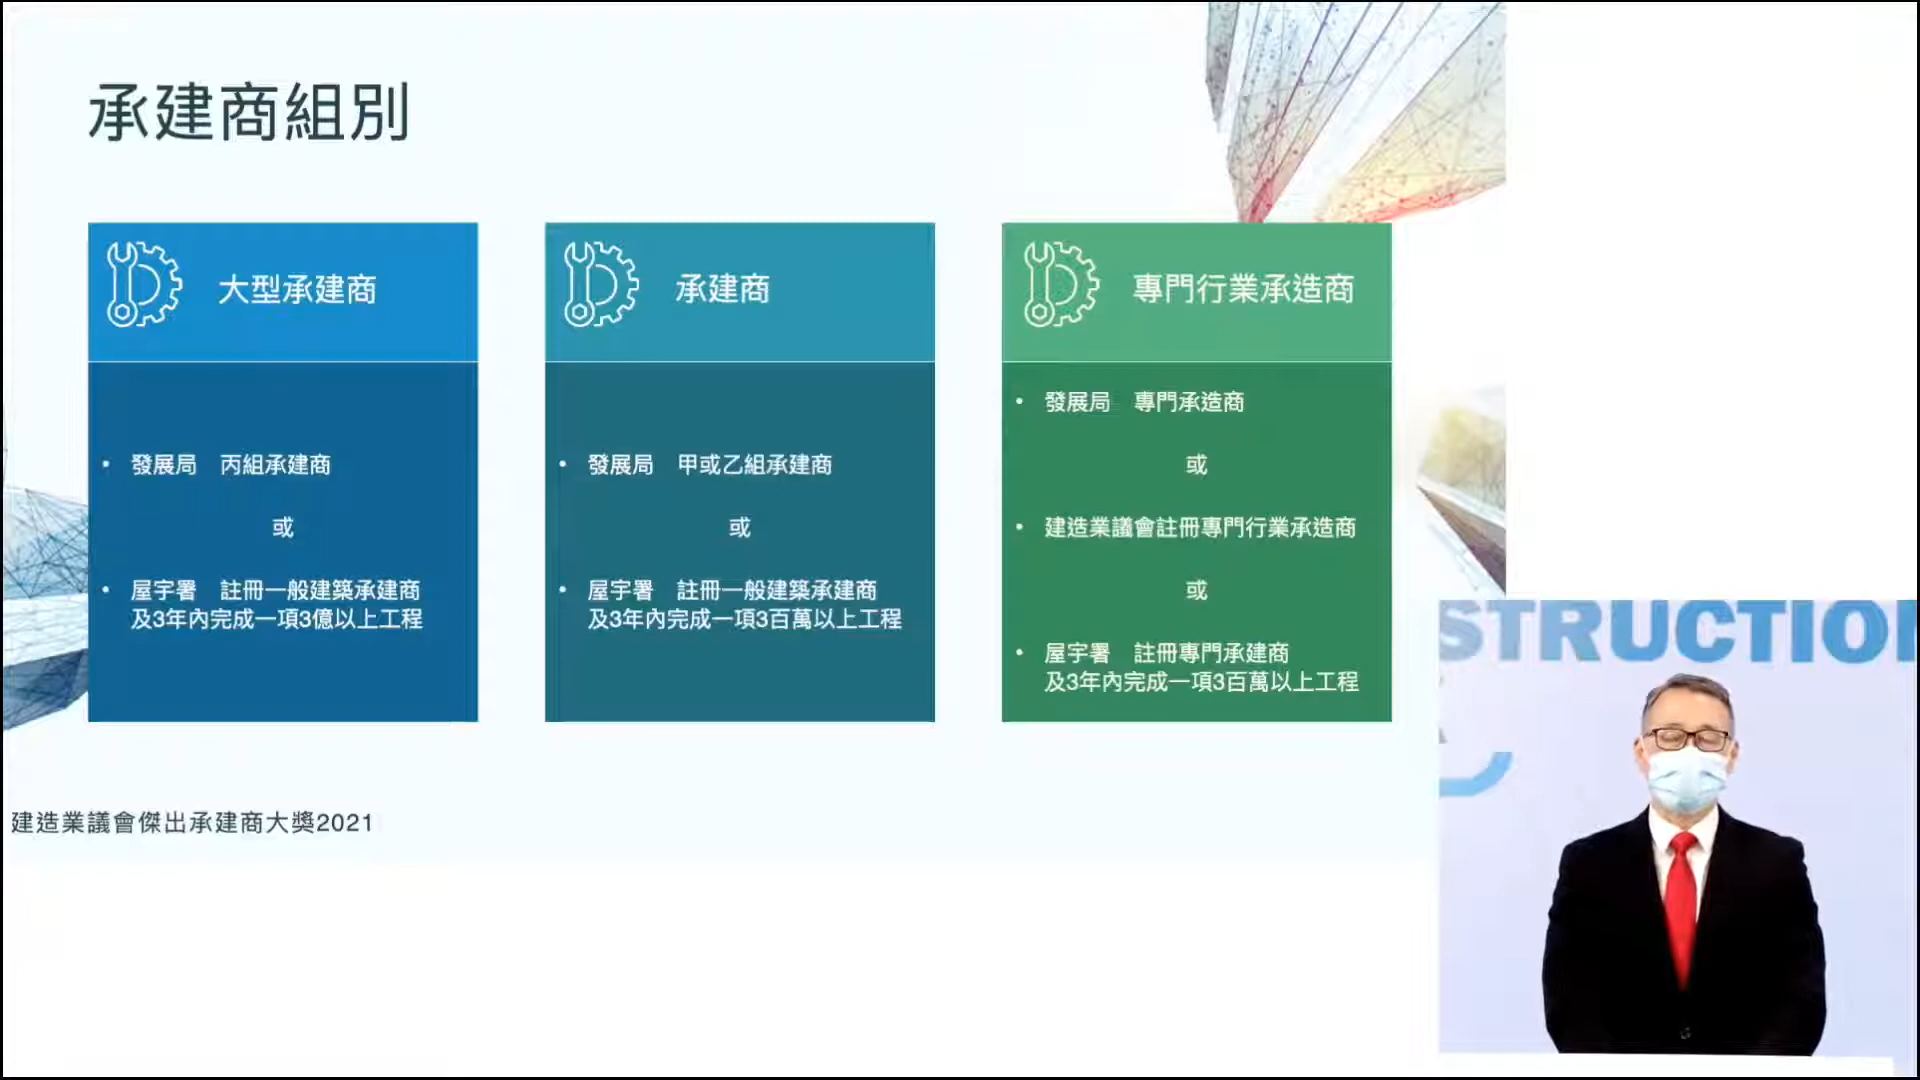 承建商組別
大型承建商
• 發展局 丙組承建商
或
• 屋宇署 註冊一般建築承建商
及3年內完成一項3億以上工程
承建商
• 發展局 甲或乙組承建商
或
• 屋宇署 註冊一般建築承建商
及3年內完成一項3百萬以上工程
專門行業承造商
• 發展局 專門承造商
或
• 建造業議會註冊專門行業承造商
或
• 屋宇署 註冊專門承建商
及3年內完成一項3百萬以上工程
建造業議會傑出承建商大獎2021
STRUCTION